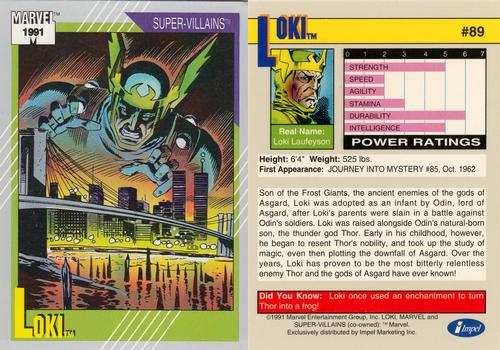 MARVEL
1991
SUPER-VILLAINS™
LOKI™
LOKI™
#89
0 1 2 3 4 5 6 7
STRENGTH
SPEED
AGILITY
STAMINA
DURABILITY
INTELLIGENCE
POWER RATINGS
Real Name:
Loki Laufeyson
Height: 6'4" Weight: 525 lbs.
First Appearance: JOURNEY INTO MYSTERY #85, Oct. 1962
Son of the Frost Giants, the ancient enemies of the gods of
Asgard, Loki was adopted as an infant by Odin, lord of
Asgard, after Loki's parents were slain in a battle against
Odin's soldiers. Loki was raised alongside Odin's natural-born
son, the thunder god Thor. Early in his childhood, however,
he began to resent Thor's nobility, and took up the study of
magic, even then plotting the downfall of Asgard. Over the
years, Loki has proven to be the most bitterly relentless
enemy Thor and the gods of Asgard have ever known!
Did You Know: Loki once used an enchantment to turn
Thor into a frog!
©1991 Marvel Entertainment Group, Inc. LOKI, MARVEL and
SUPER-VILLAINS (co-owned): ™ Marvel.
Exclusively distributed by Impel Marketing Inc.
impel